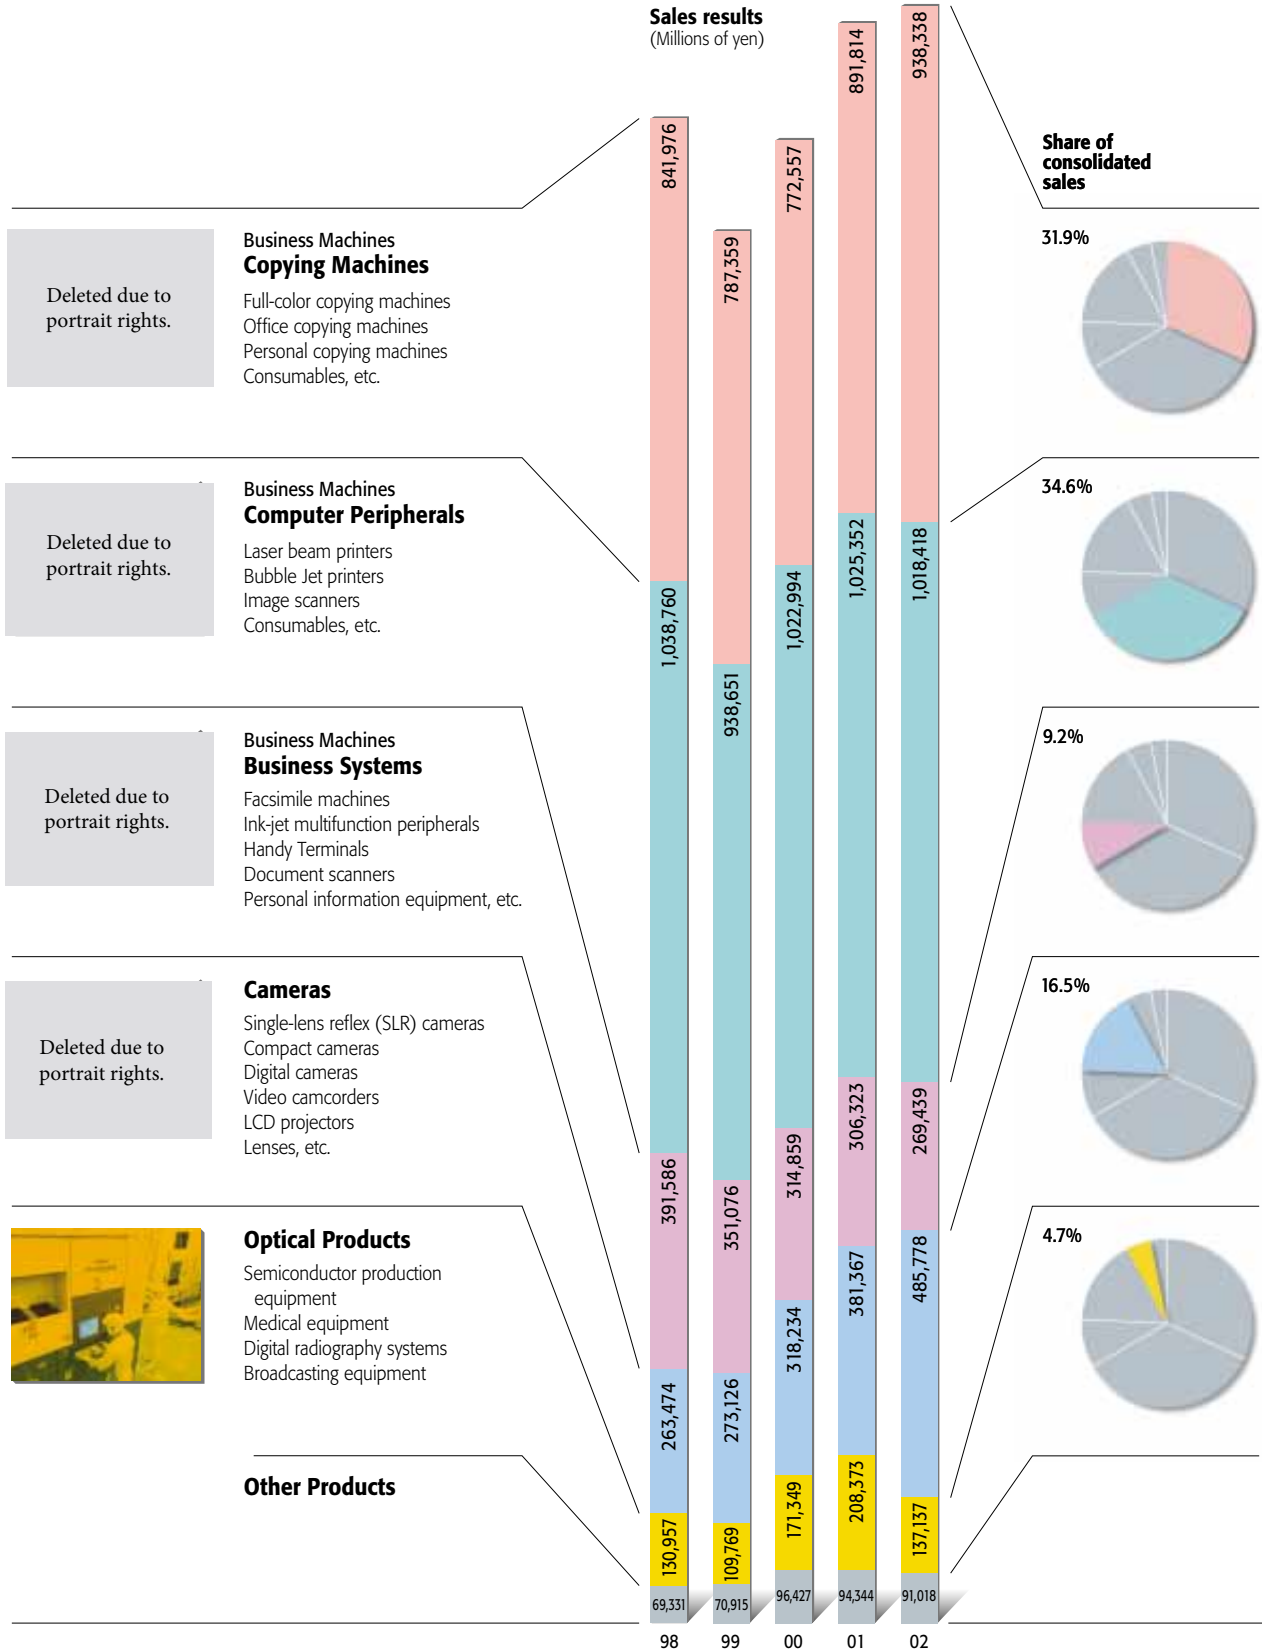 Sales results
(Millions of yen)
Share of
consolidated
sales
Deleted due to
portrait rights.
Business Machines
Copying Machines
Full-color copying machines
Office copying machines
Personal copying machines
Consumables, etc.
31.9%
Deleted due to
portrait rights.
Business Machines
Computer Peripherals
Laser beam printers
Bubble Jet printers
Image scanners
Consumables, etc.
34.6%
Deleted due to
portrait rights.
Business Machines
Business Systems
Facsimile machines
Ink-jet multifunction peripherals
Handy Terminals
Document scanners
Personal information equipment, etc.
9.2%
Deleted due to
portrait rights.
Cameras
Single-lens reflex (SLR) cameras
Compact cameras
Digital cameras
Video camcorders
LCD projectors
Lenses, etc.
16.5%
Optical Products
Semiconductor production
equipment
Medical equipment
Digital radiography systems
Broadcasting equipment
4.7%
Other Products
841,976
1,038,760
391,586
263,474
130,957
69,331
98
787,359
938,651
351,076
273,126
109,769
70,915
99
772,557
1,022,994
314,859
318,234
171,349
96,427
00
891,814
1,025,352
306,323
381,367
208,373
94,344
01
938,338
1,018,418
269,439
485,778
137,137
91,018
02